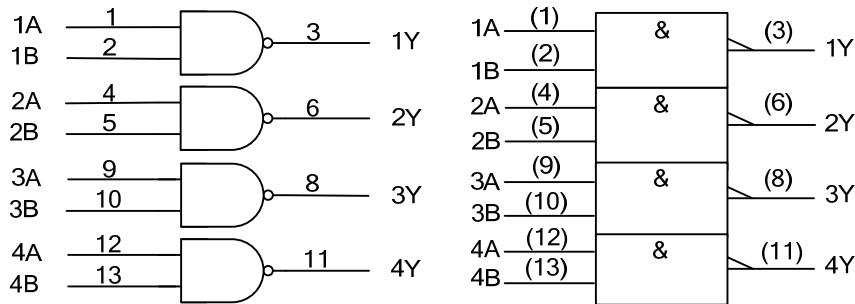 1A 1 3 1Y
1B 2
2A 4 6 2Y
2B 5
3A 9 8 3Y
3B 10
4A 12 11 4Y
4B 13
1A (1) & (3) 1Y
1B (2)
2A (4) & (6) 2Y
2B (5)
3A (9) & (8) 3Y
3B (10)
4A (12) & (11) 4Y
4B (13)